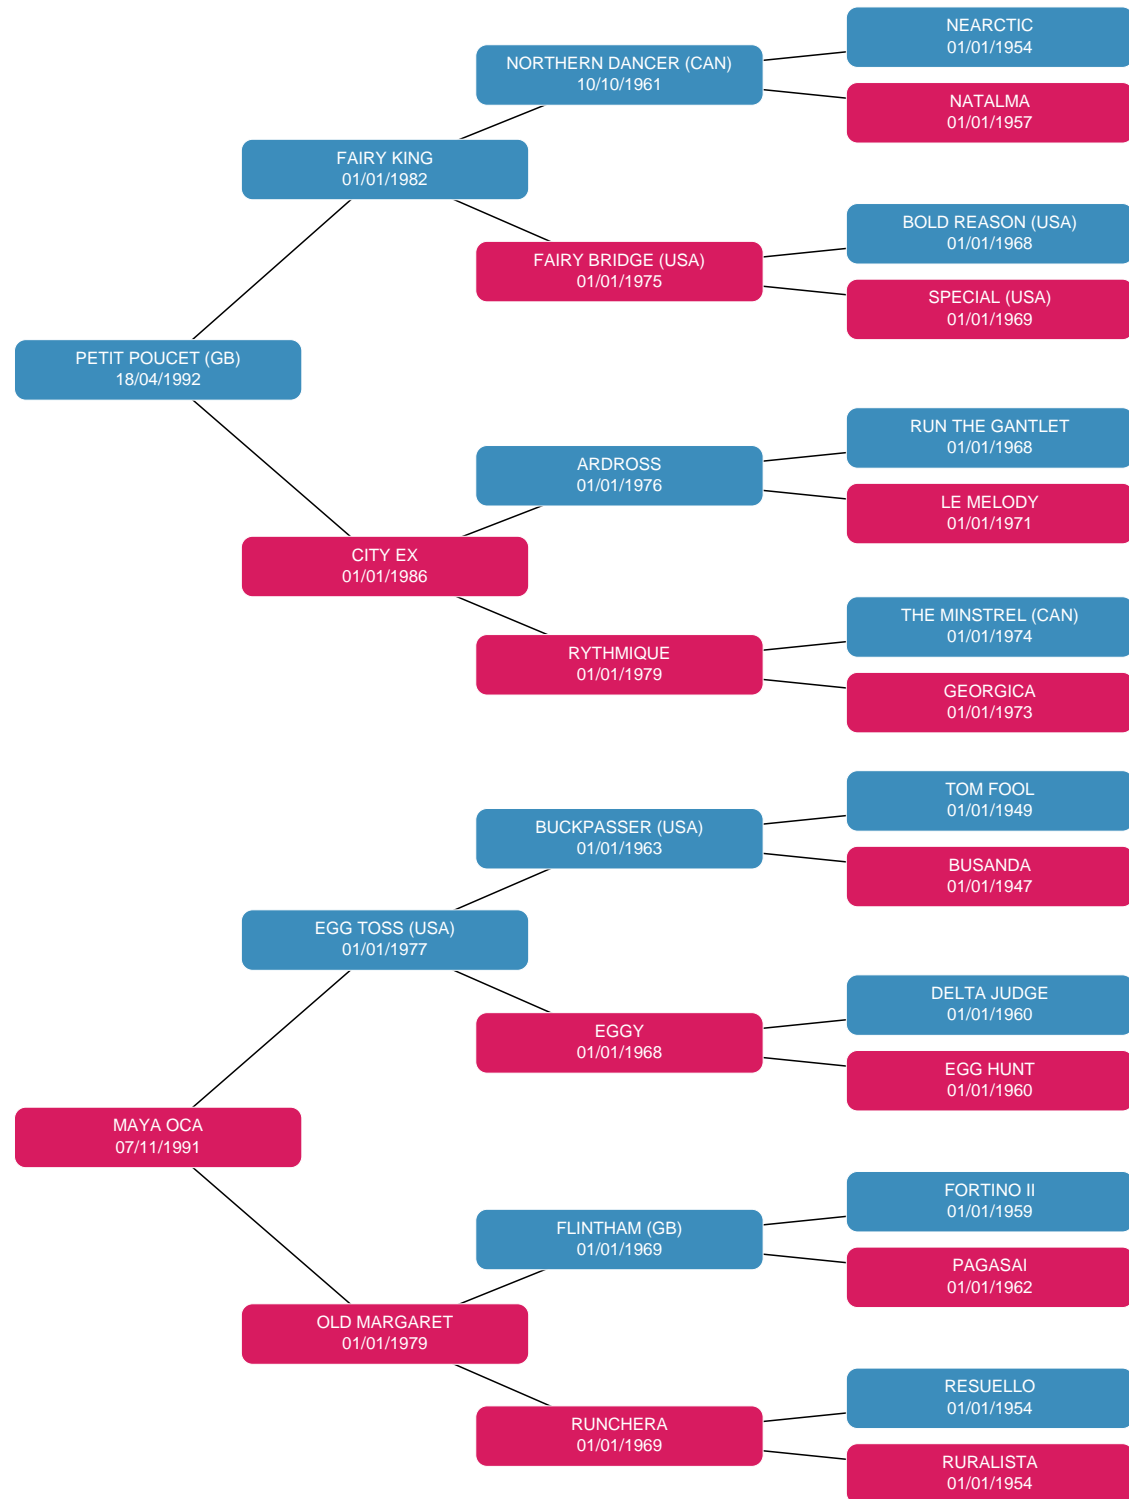 NEARCTIC
01/01/1954
NORTHERN DANCER (CAN)
10/10/1961
NATALMA
01/01/1957
FAIRY KING
01/01/1982
BOLD REASON (USA)
01/01/1968
FAIRY BRIDGE (USA)
01/01/1975
SPECIAL (USA)
01/01/1969
PETIT POUCET (GB)
18/04/1992
RUN THE GANTLET
01/01/1968
ARDROSS
01/01/1976
LE MELODY
01/01/1971
CITY EX
01/01/1986
THE MINSTREL (CAN)
01/01/1974
RYTHMIQUE
01/01/1979
GEORGICA
01/01/1973
TOM FOOL
01/01/1949
BUCKPASSER (USA)
01/01/1963
BUSANDA
01/01/1947
EGG TOSS (USA)
01/01/1977
DELTA JUDGE
01/01/1960
EGGY
01/01/1968
EGG HUNT
01/01/1960
MAYA OCA
07/11/1991
FORTINO II
01/01/1959
FLINTHAM (GB)
01/01/1969
PAGASAI
01/01/1962
OLD MARGARET
01/01/1979
RESUELLO
01/01/1954
RUNCHERA
01/01/1969
RURALISTA
01/01/1954